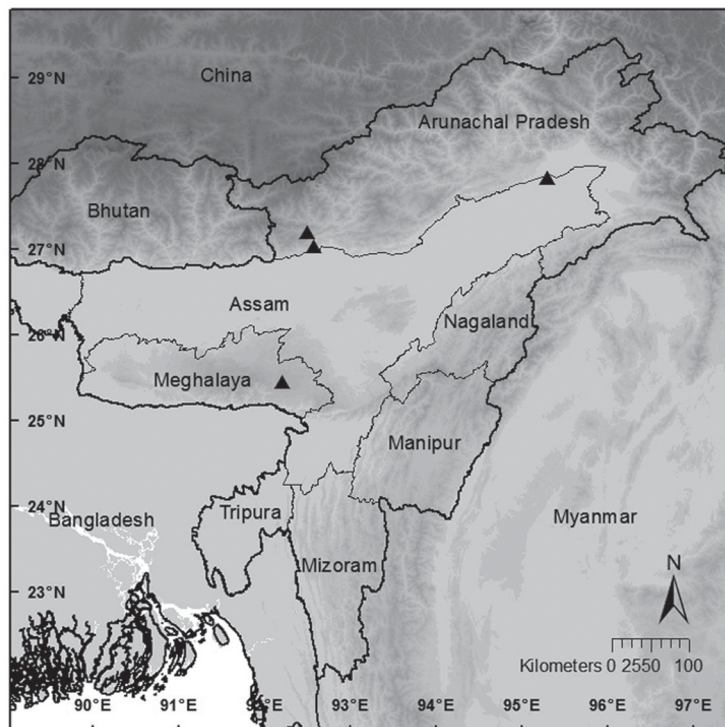 29°N
China
Arunachal Pradesh
28°N
Bhutan
27°N
Assam
Nagaland
26°N
Meghalaya
25°N
Manipur
24°N
Bangladesh
Tripura
Myanmar
Mizoram
N
23°N
Kilometers 0 2550 100
90°E 91°E 92°E 93°E 94°E 95°E 96°E 97°E